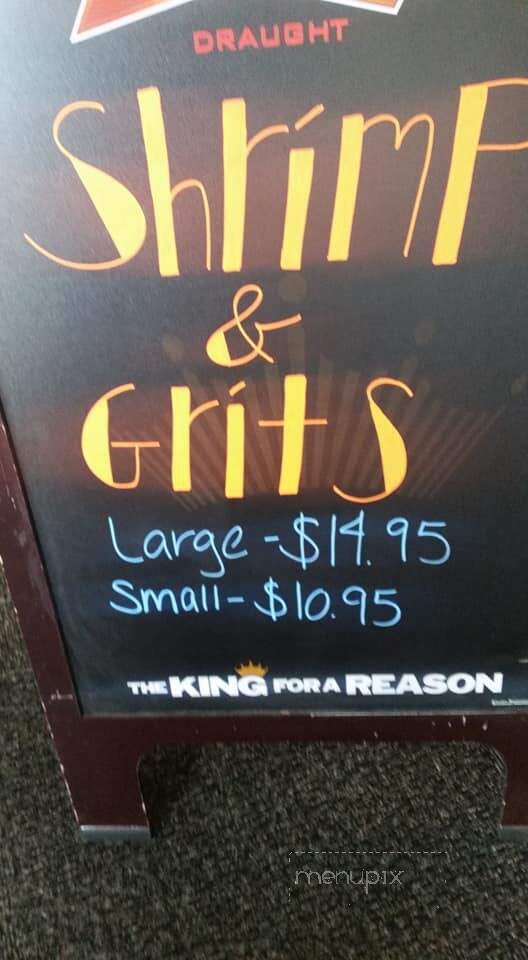 DRAUGHT
Shrimp
&
Grits
Large - $14.95
Small - $10.95
THE KING FOR A REASON
menupix